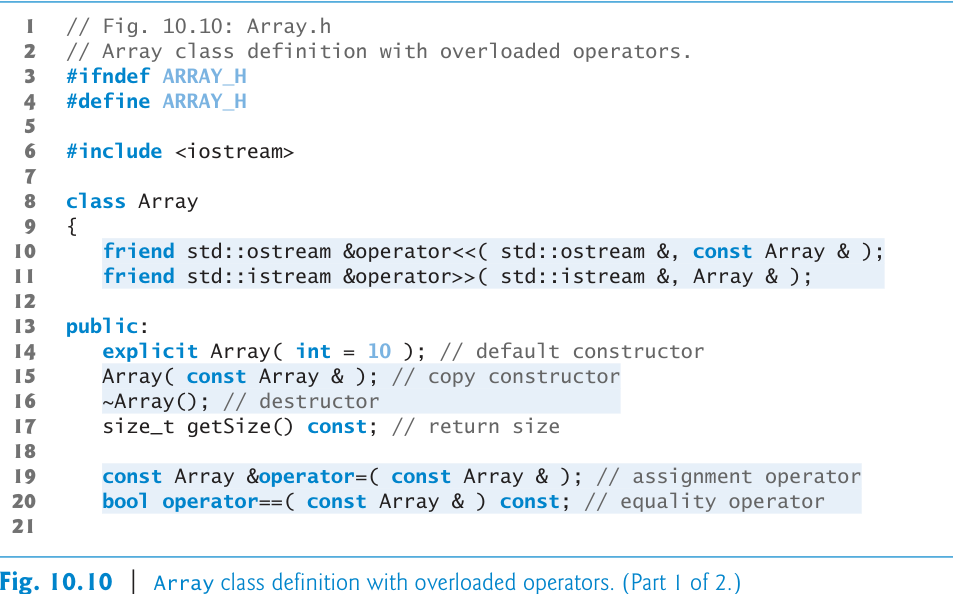 1 // Fig. 10.10: Array.h
2 // Array class definition with overloaded operators.
3 #ifndef ARRAY_H
4 #define ARRAY_H
5
6 #include <iostream>
7
8 class Array
9 {
10 friend std::ostream &operator<<( std::ostream &, const Array & );
11 friend std::istream &operator>>( std::istream &, Array & );
12
13 public:
14 explicit Array( int = 10 ); // default constructor
15 Array( const Array & ); // copy constructor
16 ~Array(); // destructor
17 size_t getSize() const; // return size
18
19 const Array &operator=( const Array & ); // assignment operator
20 bool operator==( const Array & ) const; // equality operator
21
Fig. 10.10 | Array class definition with overloaded operators. (Part 1 of 2.)